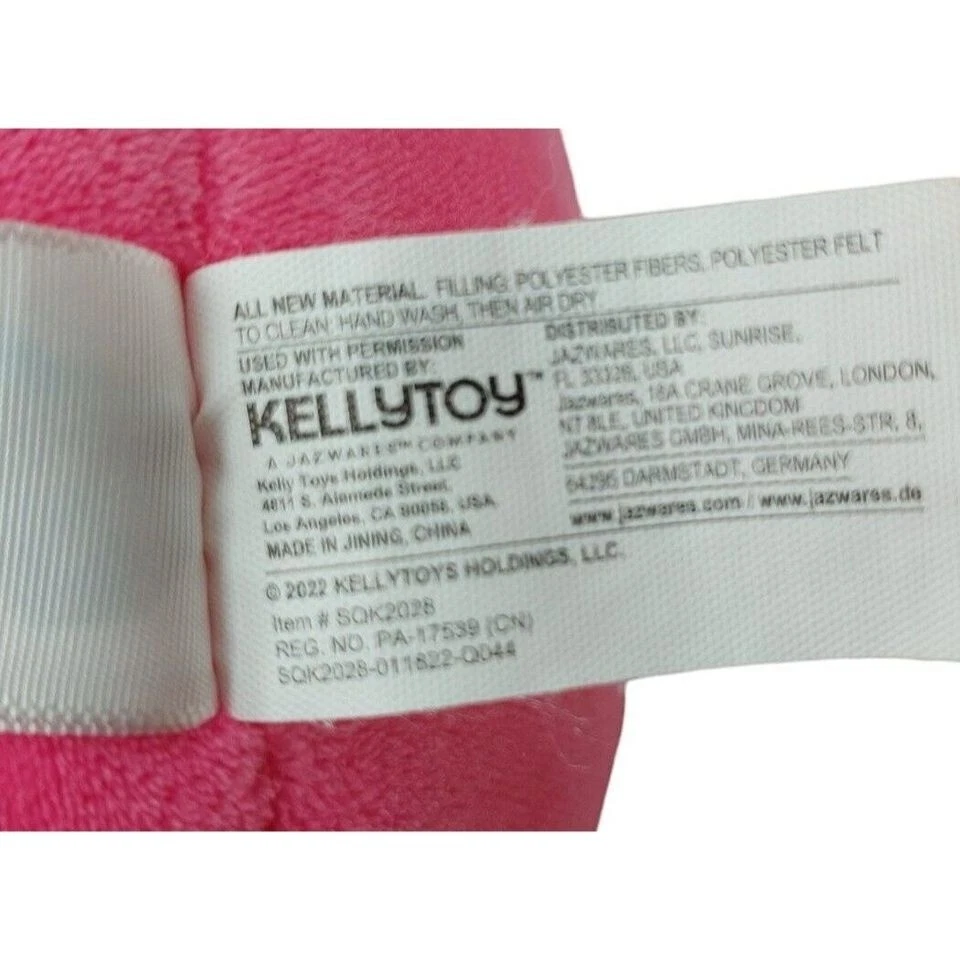 ALL NEW MATERIAL. FILLING: POLYESTER FIBERS, POLYESTER FELT
TO CLEAN: HAND WASH, THEN AIR DRY
USED WITH PERMISSION
MANUFACTURED BY:
KELLYTOY™
A JAZWARES™ COMPANY
Kelly Toys Holdings, LLC
4811 S. Alameda Street,
Los Angeles, CA 90058, USA
MADE IN JINING, CHINA
DISTRIBUTED BY:
JAZWARES, LLC, SUNRISE,
FL 33326, USA
Jazwares, 16A CRANE GROVE, LONDON,
N7 8LE, UNITED KINGDOM
JAZWARES GMBH, MINA-REES-STR, 8,
64295 DARMSTADT, GERMANY
www.jazwares.com / www.jazwares.de
© 2022 KELLYTOYS HOLDINGS, LLC.
Item # SQK2028
REG. NO. PA-17539 (CN)
SQK2028-011822-Q044